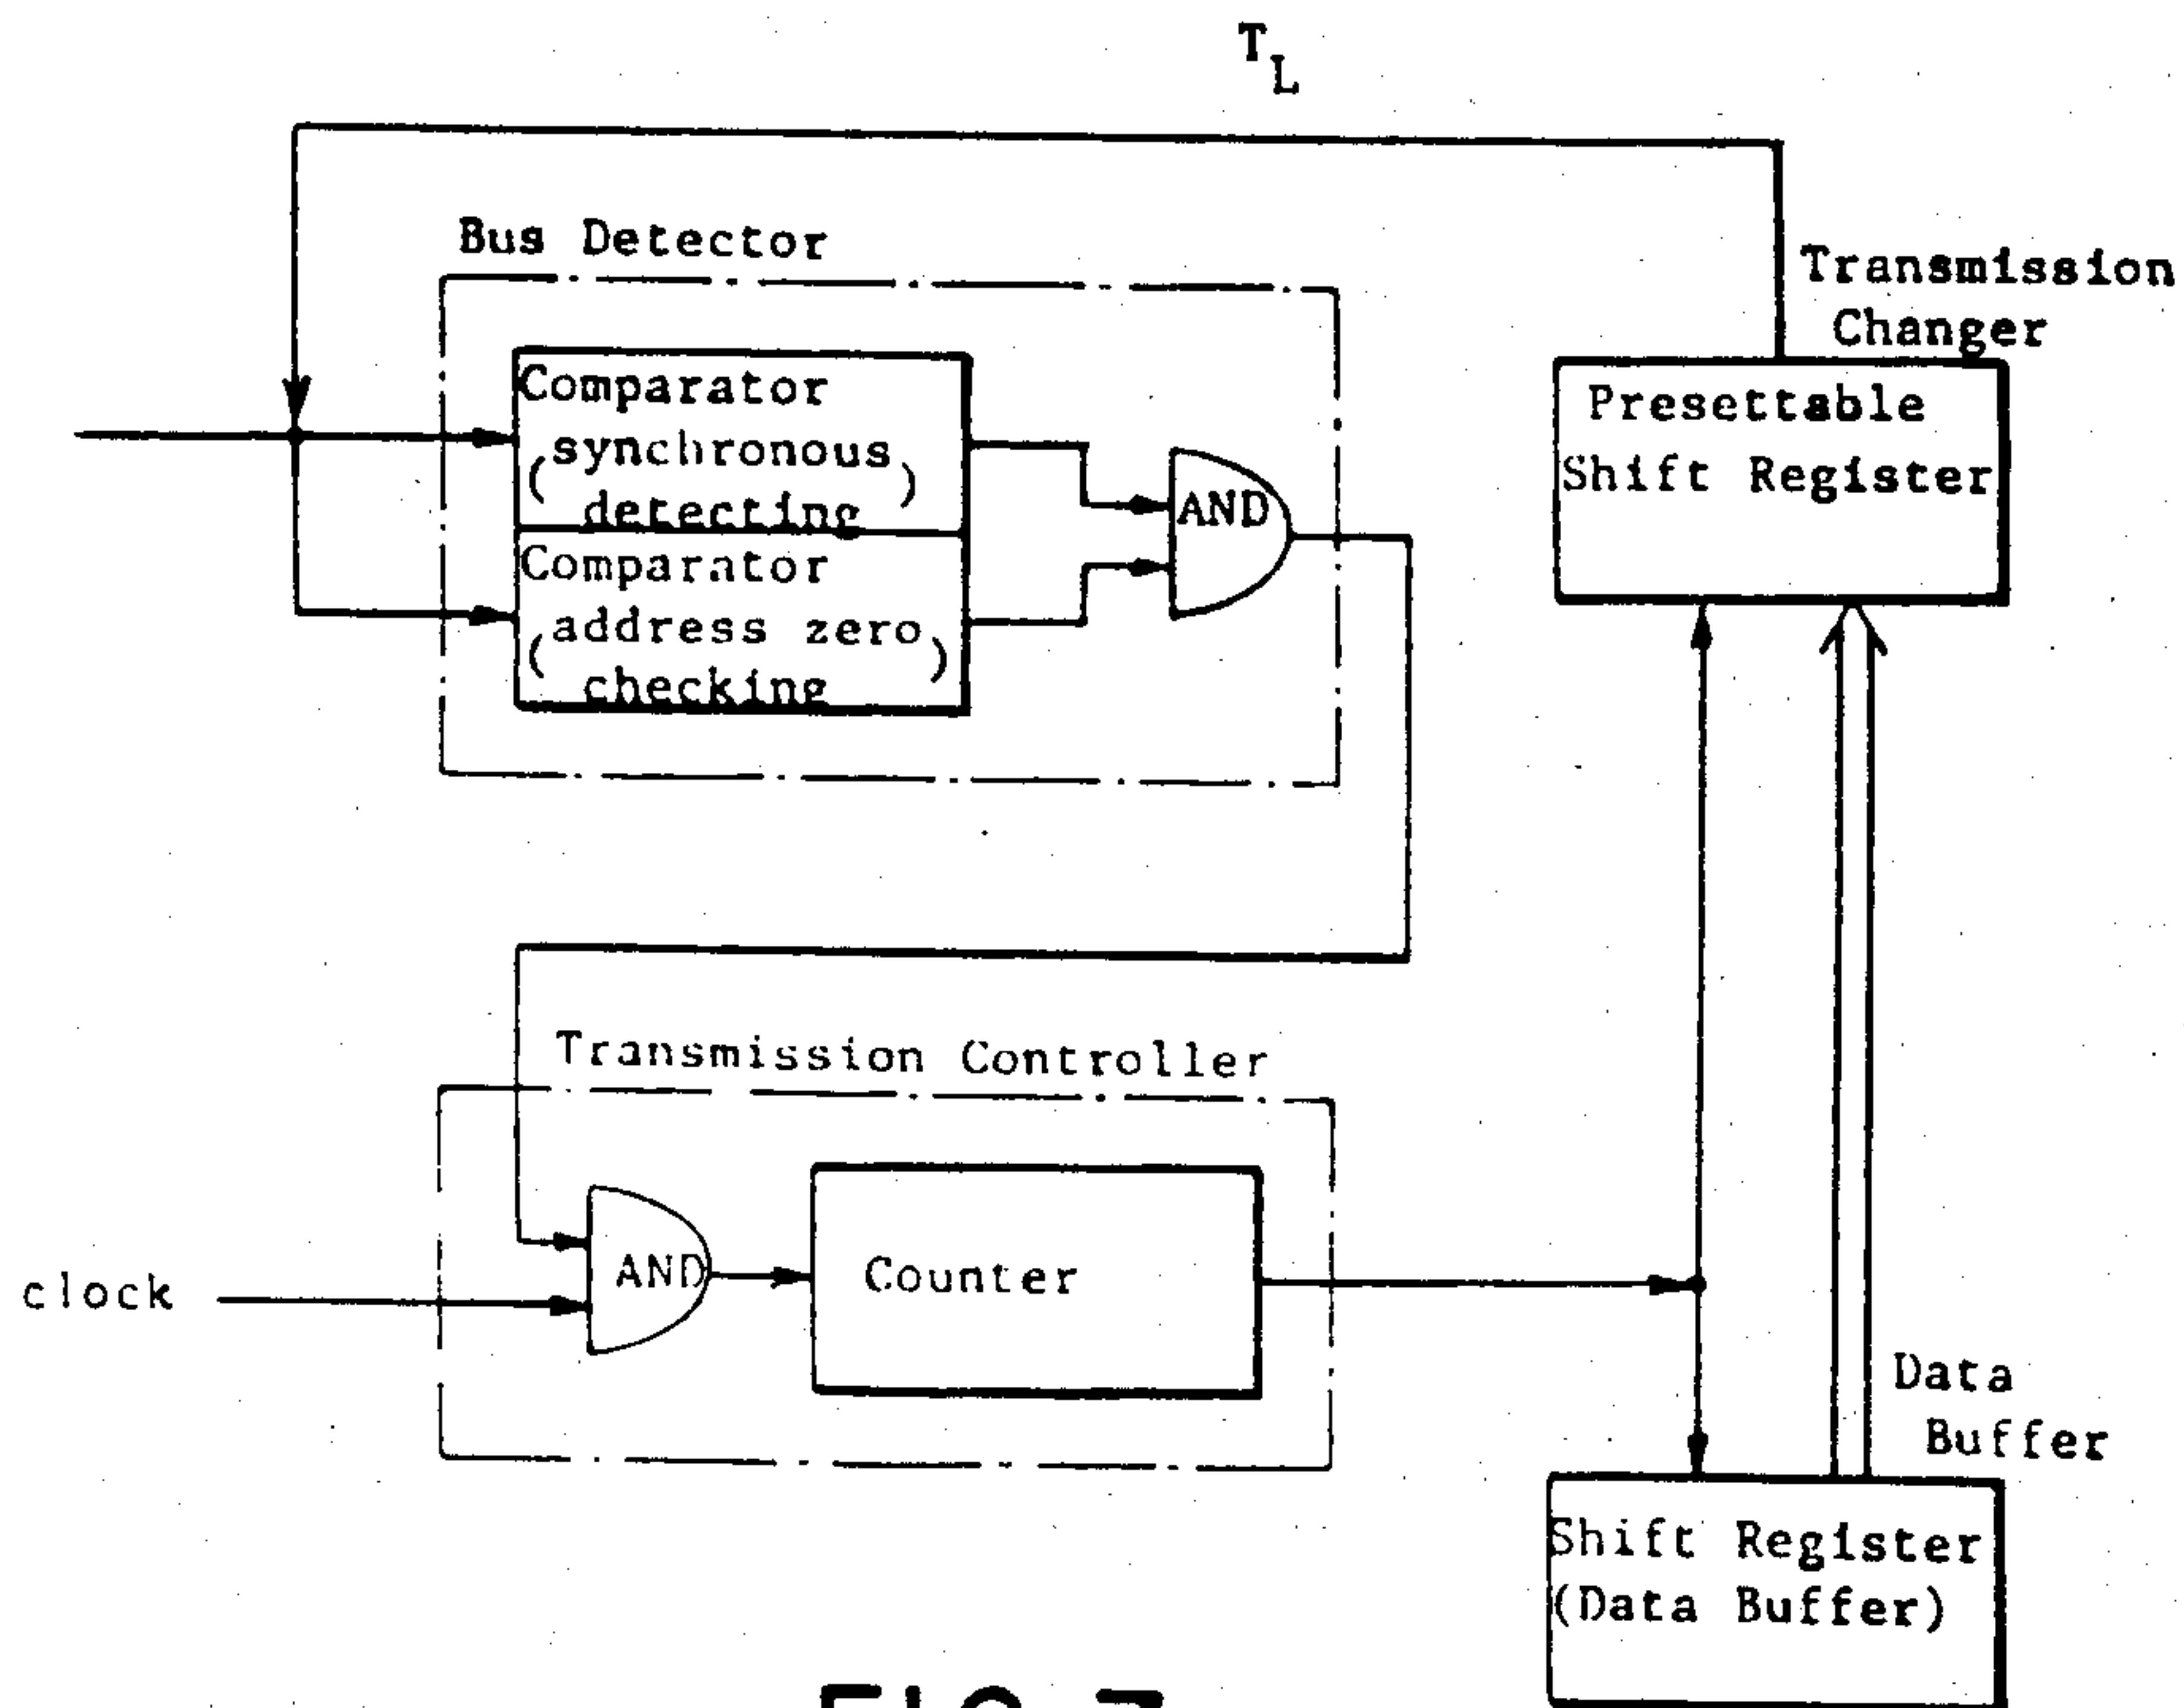 T
L
Bus Detector
Transmission
Changer
Comparator
(synchronous)
detecting
Presettable
Shift Register
AND
Comparator
(address zero)
checking
Transmission Controller
AND
Counter
clock
Data
Buffer
Shift Register
(Data Buffer)